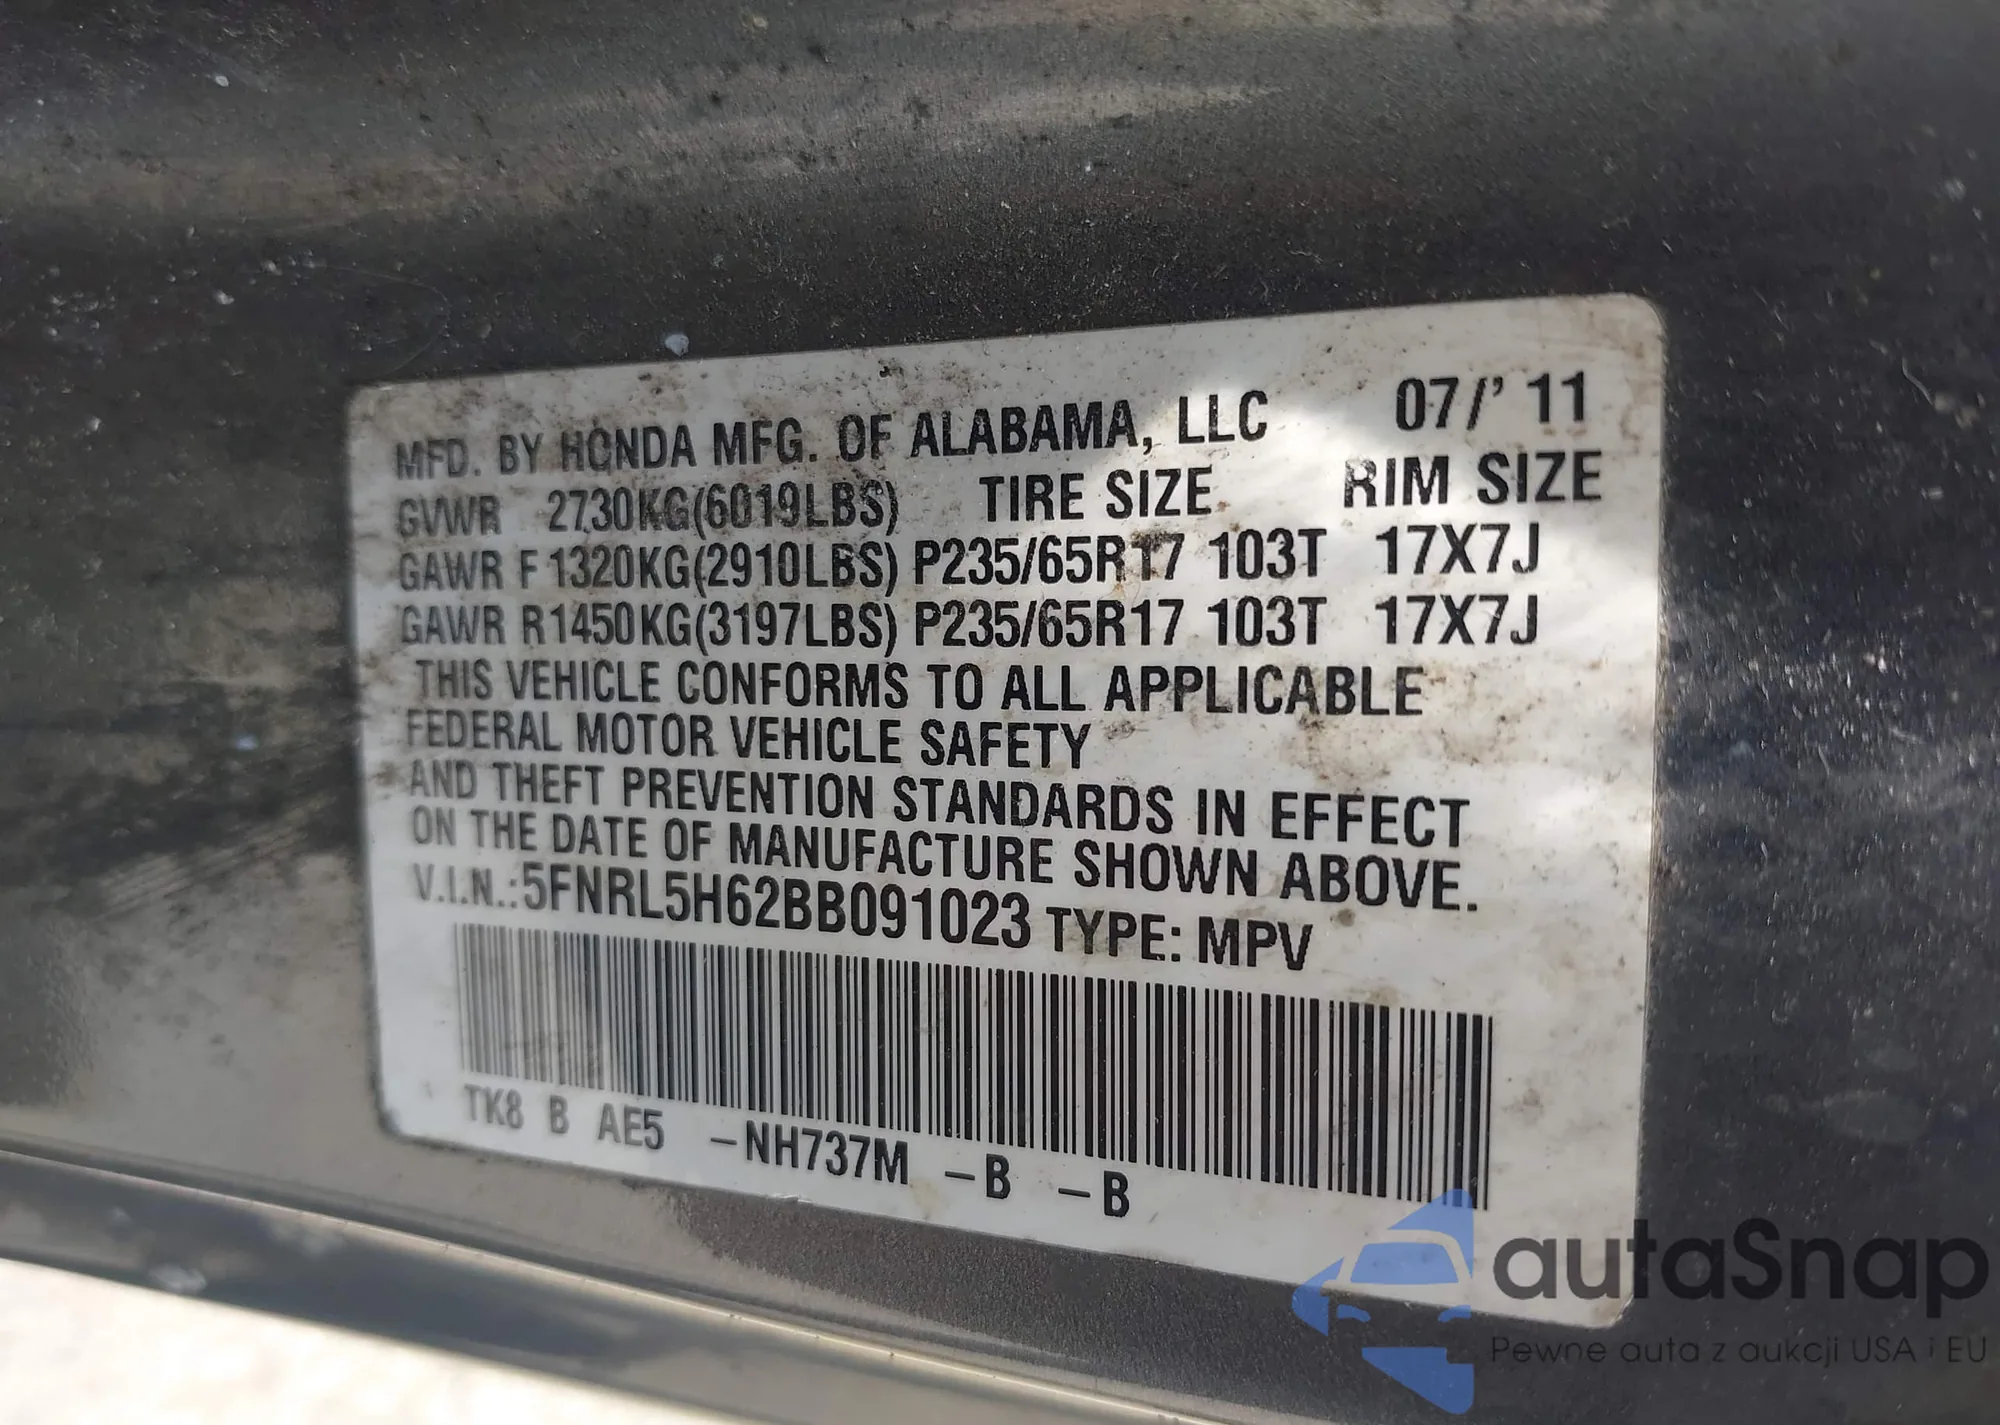 MFD. BY HONDA MFG. OF ALABAMA, LLC 07/'11
GVWR 2730KG(6019LBS) TIRE SIZE RIM SIZE
GAWR F 1320KG(2910LBS) P235/65R17 103T 17X7J
GAWR R1450KG(3197LBS) P235/65R17 103T 17X7J
THIS VEHICLE CONFORMS TO ALL APPLICABLE
FEDERAL MOTOR VEHICLE SAFETY
AND THEFT PREVENTION STANDARDS IN EFFECT
ON THE DATE OF MANUFACTURE SHOWN ABOVE.
V.I.N.:5FNRL5H62BB091023 TYPE: MPV
TK8 B AE5 -NH737M -B -B
autaSnap
Pewne auta z aukcji USA i EU